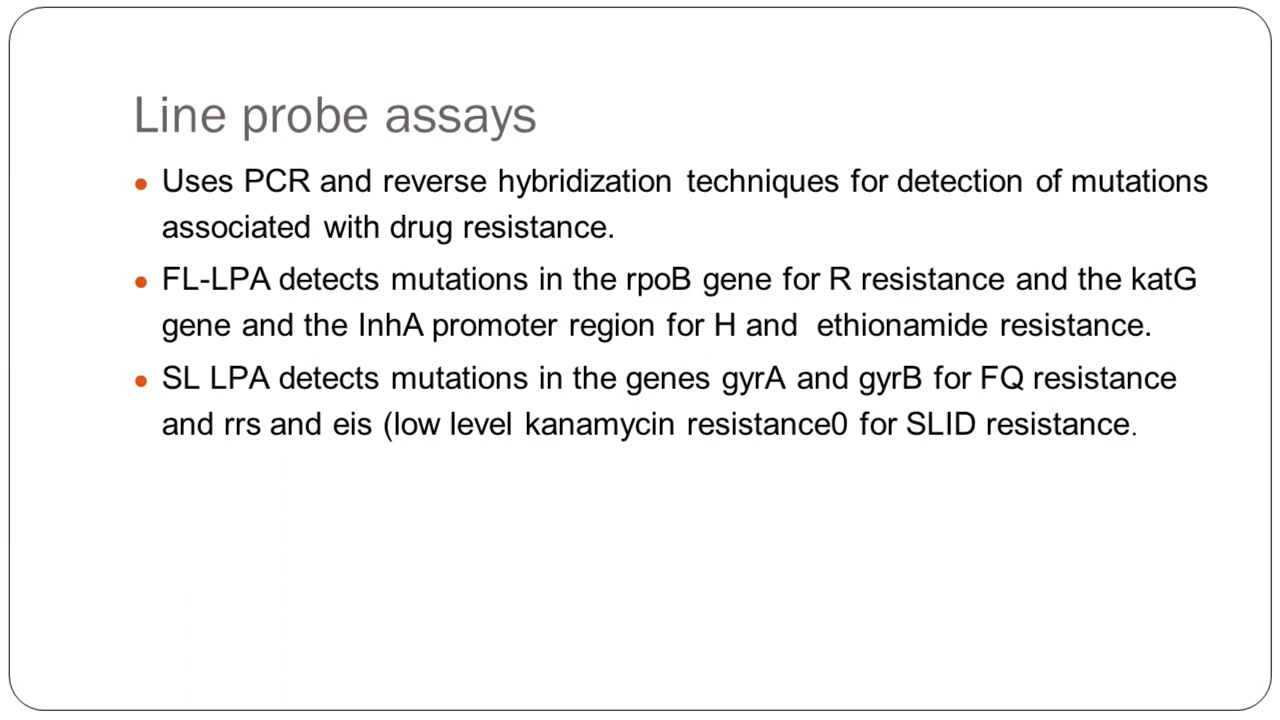 Line probe assays
• Uses PCR and reverse hybridization techniques for detection of mutations
associated with drug resistance.
• FL-LPA detects mutations in the rpoB gene for R resistance and the katG
gene and the InhA promoter region for H and  ethionamide resistance.
• SL LPA detects mutations in the genes gyrA and gyrB for FQ resistance
and rrs and eis (low level kanamycin resistance0 for SLID resistance.